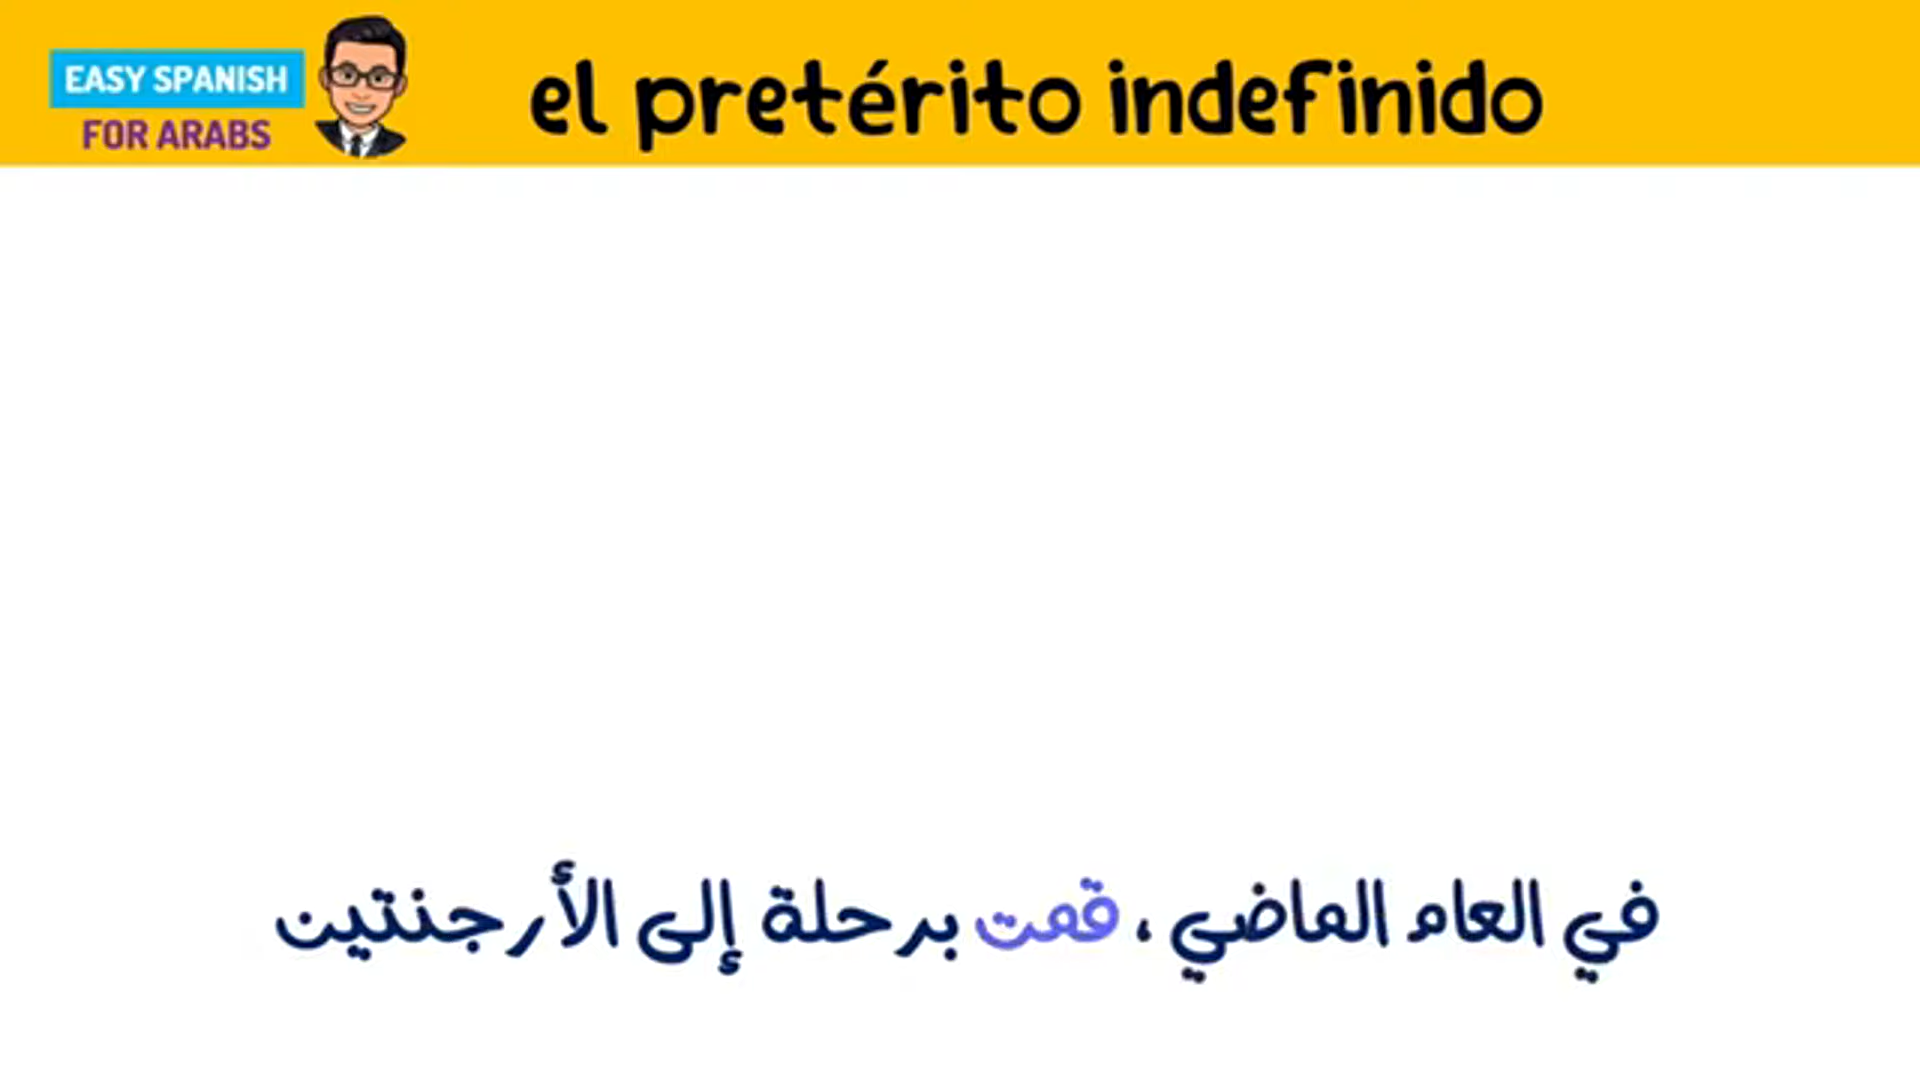 EASY SPANISH
FOR ARABS
el pretérito indefinido
في العام الماضي ، قمت برحلة إلى الأرجنتين